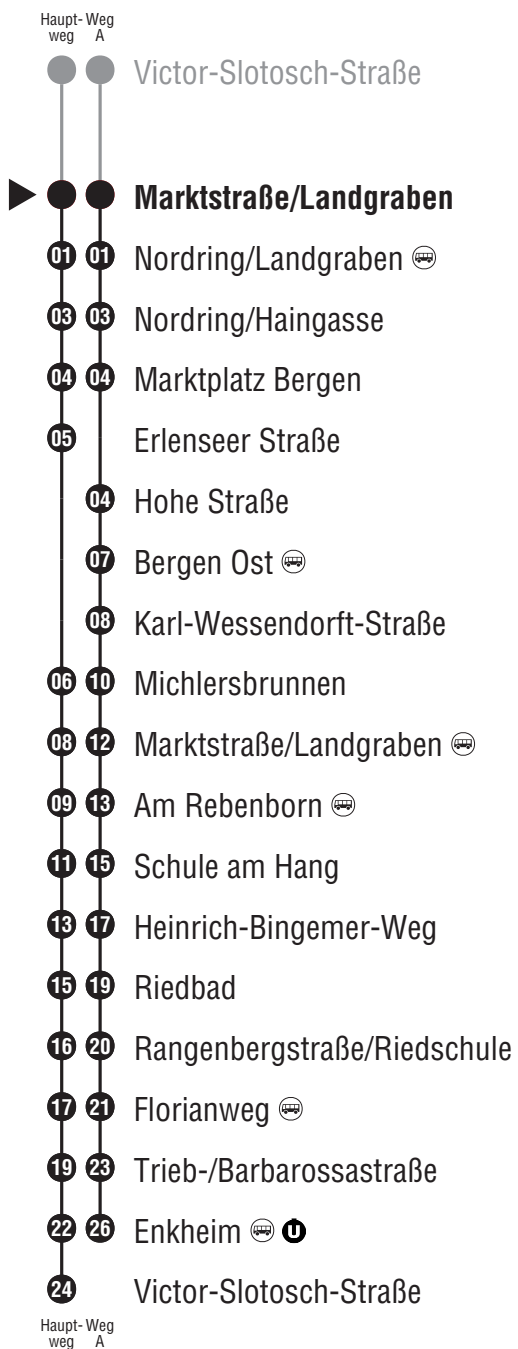 Haupt- Weg
weg A
Victor-Slotosch-Straße
Marktstraße/Landgraben
01 01 Nordring/Landgraben
03 03 Nordring/Haingasse
04 04 Marktplatz Bergen
05 Erlenseer Straße
04 Hohe Straße
07 Bergen Ost
08 Karl-Wessendorft-Straße
06 10 Michlersbrunnen
08 12 Marktstraße/Landgraben
09 13 Am Rebenborn
11 15 Schule am Hang
13 17 Heinrich-Bingemer-Weg
15 19 Riedbad
16 20 Rangenbergstraße/Riedschule
17 21 Florianweg
19 23 Trieb-/Barbarossastraße
22 26 Enkheim U
24 Victor-Slotosch-Straße
Haupt- Weg
weg A